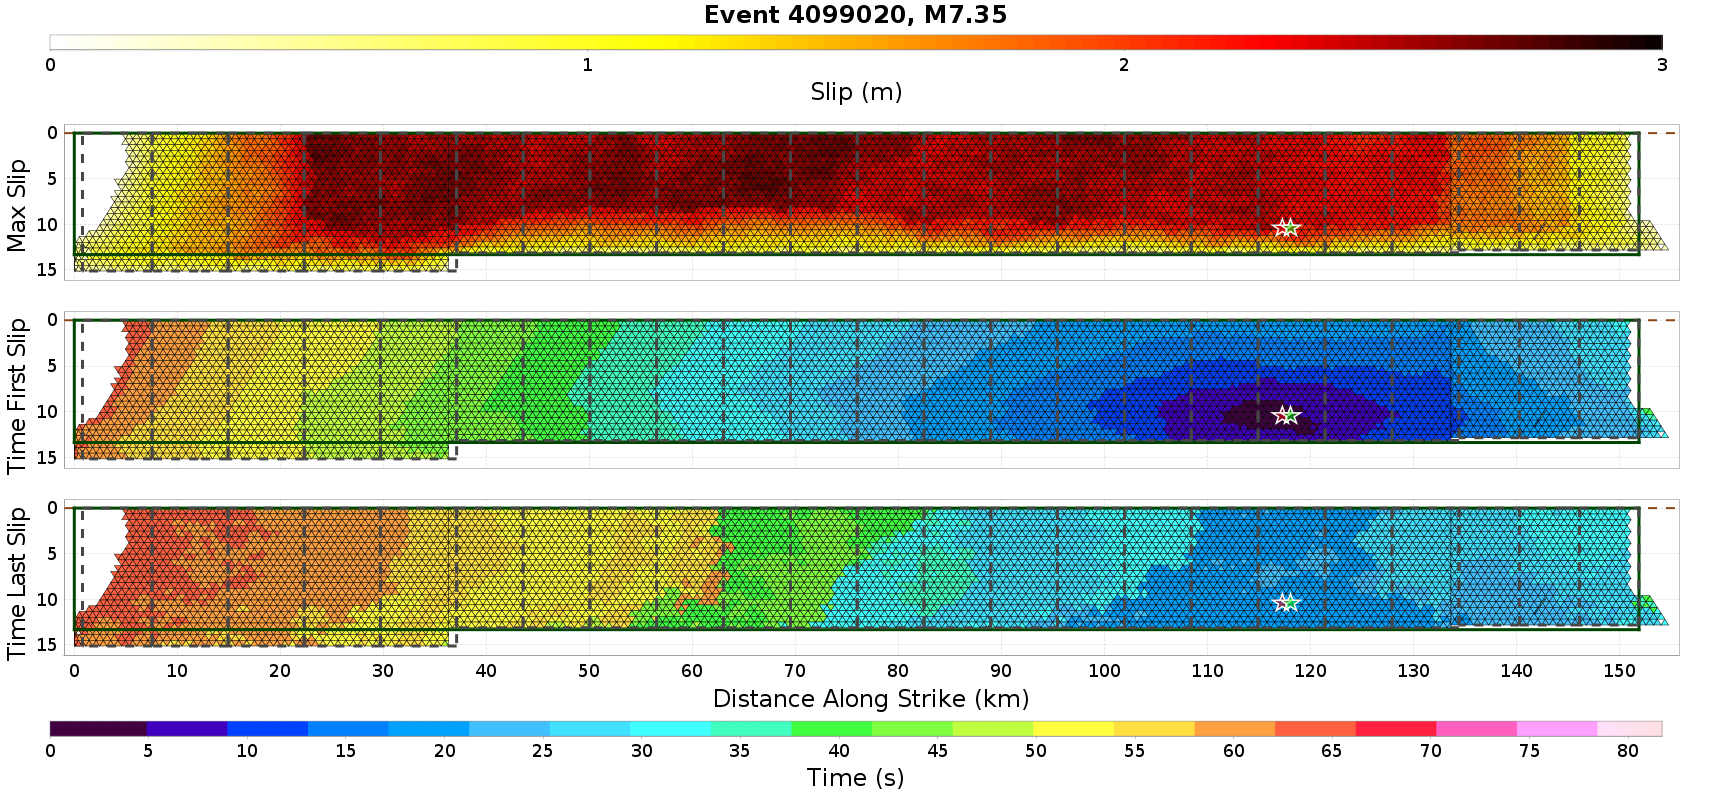 Event 4099020, M7.35
0 1 2 3
Slip (m)
Max Slip
0
5
10
15
Time First Slip
0
5
10
15
Time Last Slip
0
5
10
15
0 10 20 30 40 50 60 70 80 90 100 110 120 130 140 150
Distance Along Strike (km)
0 5 10 15 20 25 30 35 40 45 50 55 60 65 70 75 80
Time (s)